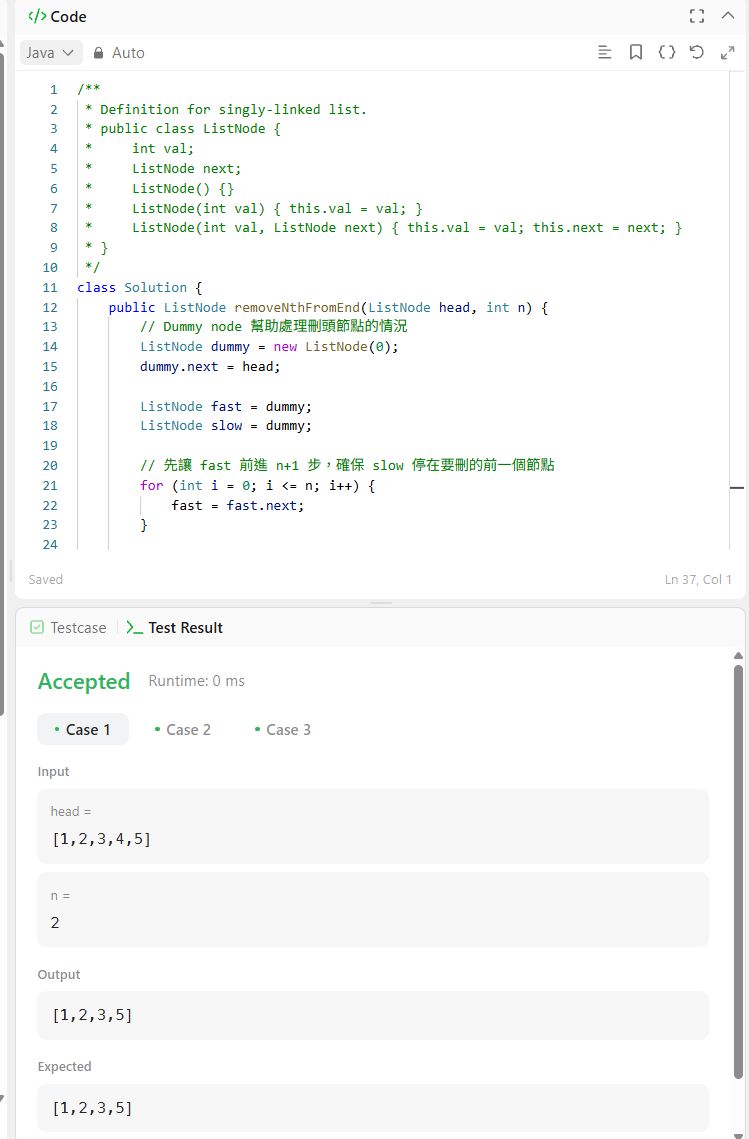 </> Code
Java Auto
1 /**
2  * Definition for singly-linked list.
3  * public class ListNode {
4  *     int val;
5  *     ListNode next;
6  *     ListNode() {}
7  *     ListNode(int val) { this.val = val; }
8  *     ListNode(int val, ListNode next) { this.val = val; this.next = next; }
9  * }
10  */
11 class Solution {
12     public ListNode removeNthFromEnd(ListNode head, int n) {
13         // Dummy node 幫助處理刪頭節點的情況
14         ListNode dummy = new ListNode(0);
15         dummy.next = head;
16
17         ListNode fast = dummy;
18         ListNode slow = dummy;
19
20         // 先讓 fast 前進 n+1 步，確保 slow 停在要刪的前一個節點
21         for (int i = 0; i <= n; i++) {
22             fast = fast.next;
23         }
24
Saved Ln 37, Col 1
Testcase Test Result
Accepted Runtime: 0 ms
• Case 1 • Case 2 • Case 3
Input
head =
[1,2,3,4,5]
n =
2
Output
[1,2,3,5]
Expected
[1,2,3,5]